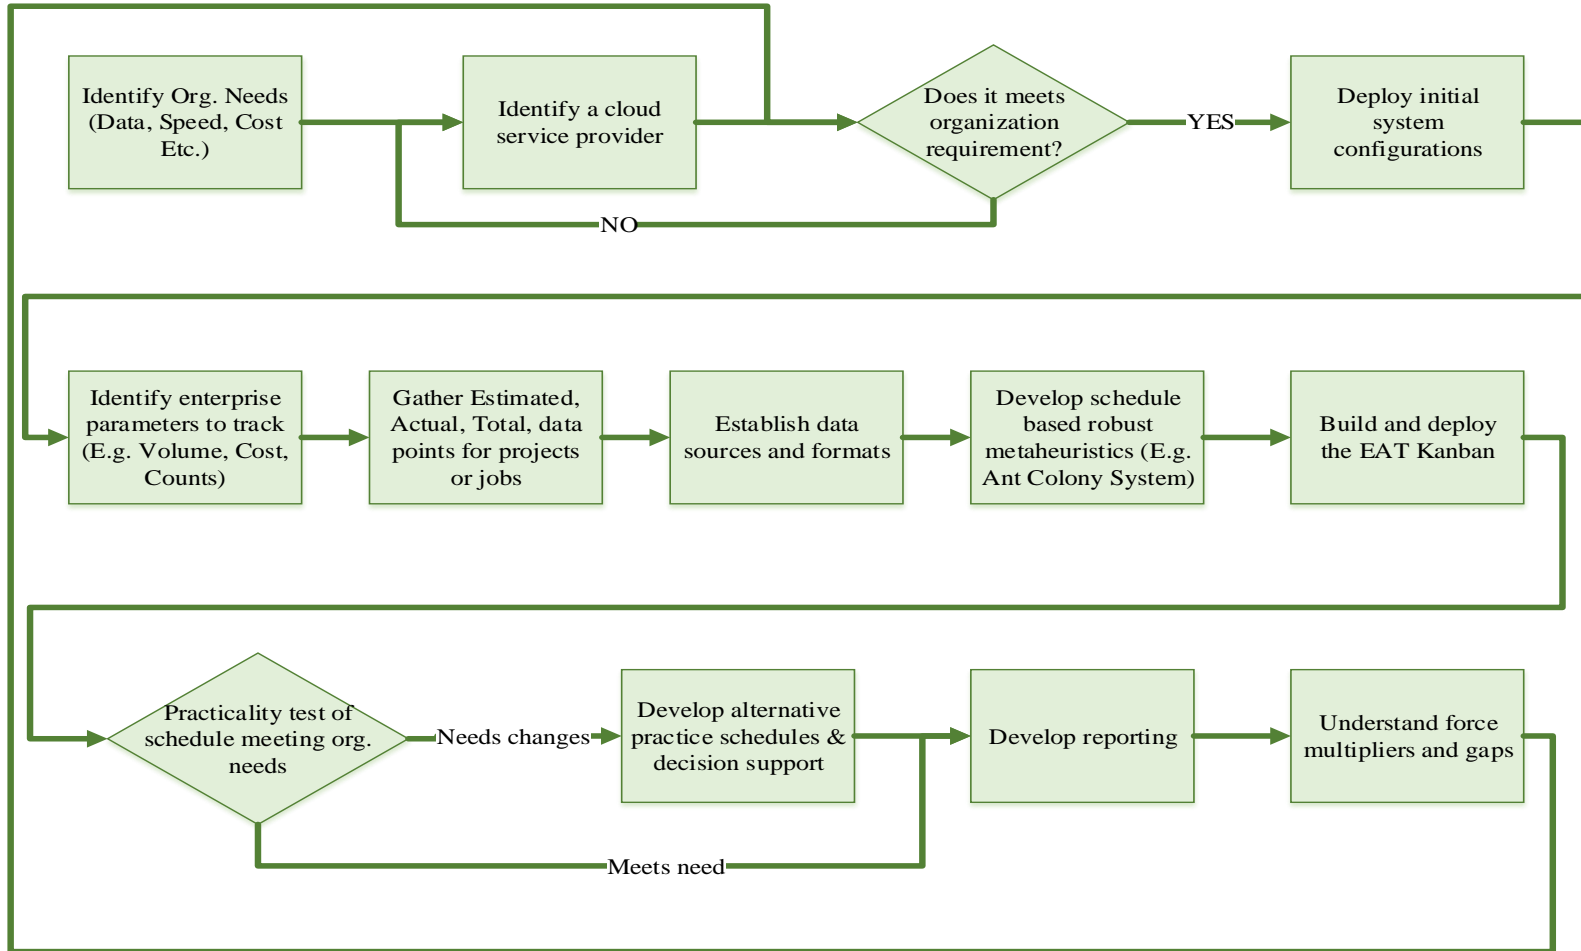 Identify Org. Needs
(Data, Speed, Cost
Etc.)
Identify a cloud
service provider
Does it meets
organization
requirement?
YES
Deploy initial
system
configurations
NO
Identify enterprise
parameters to track
(E.g. Volume, Cost,
Counts)
Gather Estimated,
Actual, Total, data
points for projects
or jobs
Establish data
sources and formats
Develop schedule
based robust
metaheuristics (E.g.
Ant Colony System)
Build and deploy
the EAT Kanban
Practicality test of
schedule meeting org.
needs
Needs changes
Develop alternative
practice schedules &
decision support
Develop reporting
Understand force
multipliers and gaps
Meets need